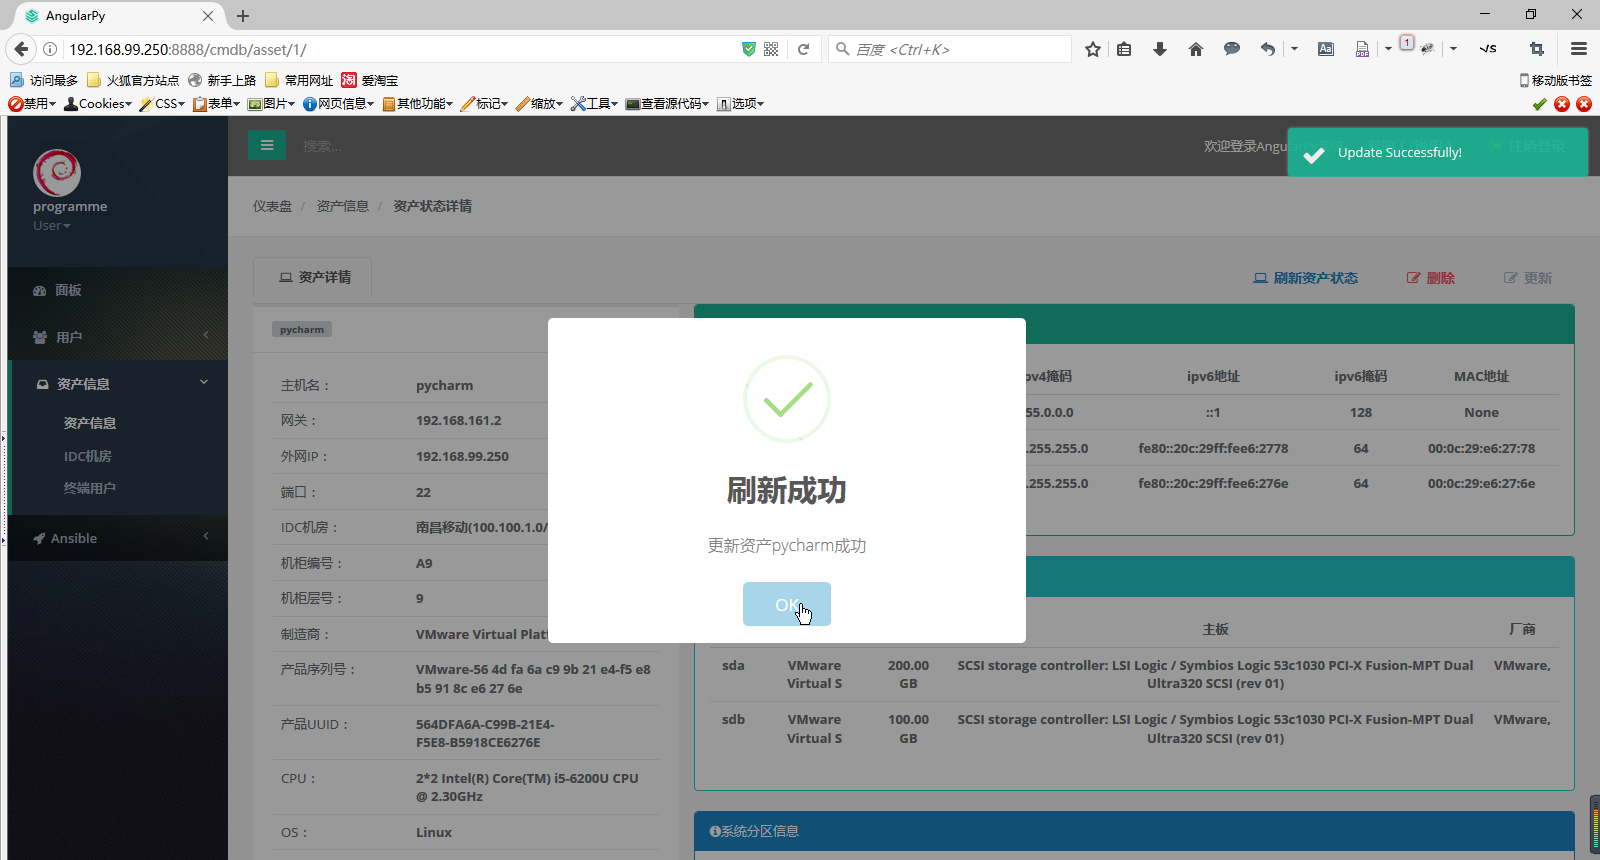 AngularPy
192.168.99.250:8888/cmdb/asset/1/
百度 <Ctrl+K>
1
访问最多 火狐官方站点 新手上路 常用网址 爱淘宝
移动版书签
禁用 Cookies CSS 表单 图片 网页信息 其他功能 标记 缩放 工具 查看源代码 选项
搜索...
欢迎登录Angu
Update Successfully!
注销登录
programme
User
仪表盘 / 资产信息 / 资产状态详情
面板
用户
资产信息
资产信息
IDC机房
终端用户
Ansible
资产详情
刷新资产状态 删除 更新
pycharm
主机名： pycharm
网关： 192.168.161.2
外网IP： 192.168.99.250
端口： 22
IDC机房： 南昌移动(100.100.1.0/
机柜编号： A9
机柜层号： 9
制造商： VMware Virtual Platf
产品序列号： VMware-56 4d fa 6a c9 9b 21 e4-f5 e8
b5 91 8c e6 27 6e
产品UUID： 564DFA6A-C99B-21E4-
F5E8-B5918CE6276E
CPU： 2*2 Intel(R) Core(TM) i5-6200U CPU
@ 2.30GHz
OS： Linux
pv4掩码 ipv6地址 ipv6掩码 MAC地址
55.0.0.0 ::1 128 None
.255.255.0 fe80::20c:29ff:fee6:2778 64 00:0c:29:e6:27:78
.255.255.0 fe80::20c:29ff:fee6:276e 64 00:0c:29:e6:27:6e
刷新成功
更新资产pycharm成功
OK
主板 厂商
sda VMware Virtual S 200.00 GB SCSI storage controller: LSI Logic / Symbios Logic 53c1030 PCI-X Fusion-MPT Dual Ultra320 SCSI (rev 01) VMware,
sdb VMware Virtual S 100.00 GB SCSI storage controller: LSI Logic / Symbios Logic 53c1030 PCI-X Fusion-MPT Dual Ultra320 SCSI (rev 01) VMware,
系统分区信息